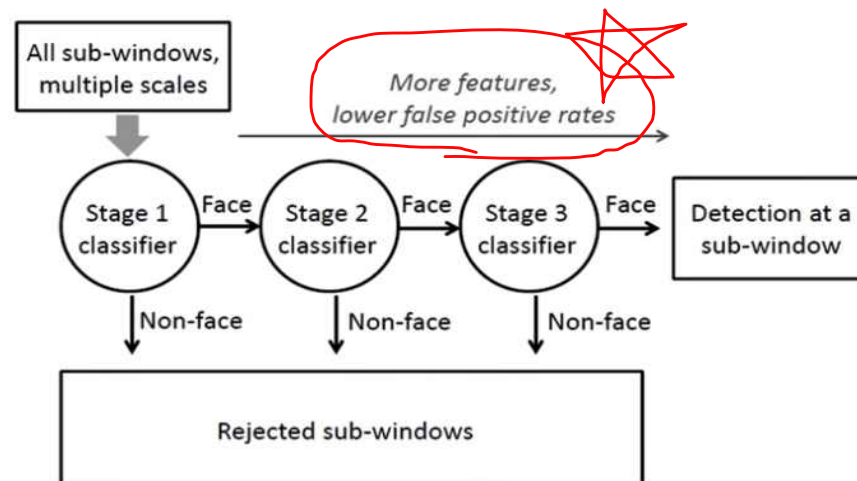 All sub-windows,
multiple scales
More features,
lower false positive rates
Stage 1
classifier
Face
Stage 2
classifier
Face
Stage 3
classifier
Face
Detection at a
sub-window
Non-face
Non-face
Non-face
Rejected sub-windows